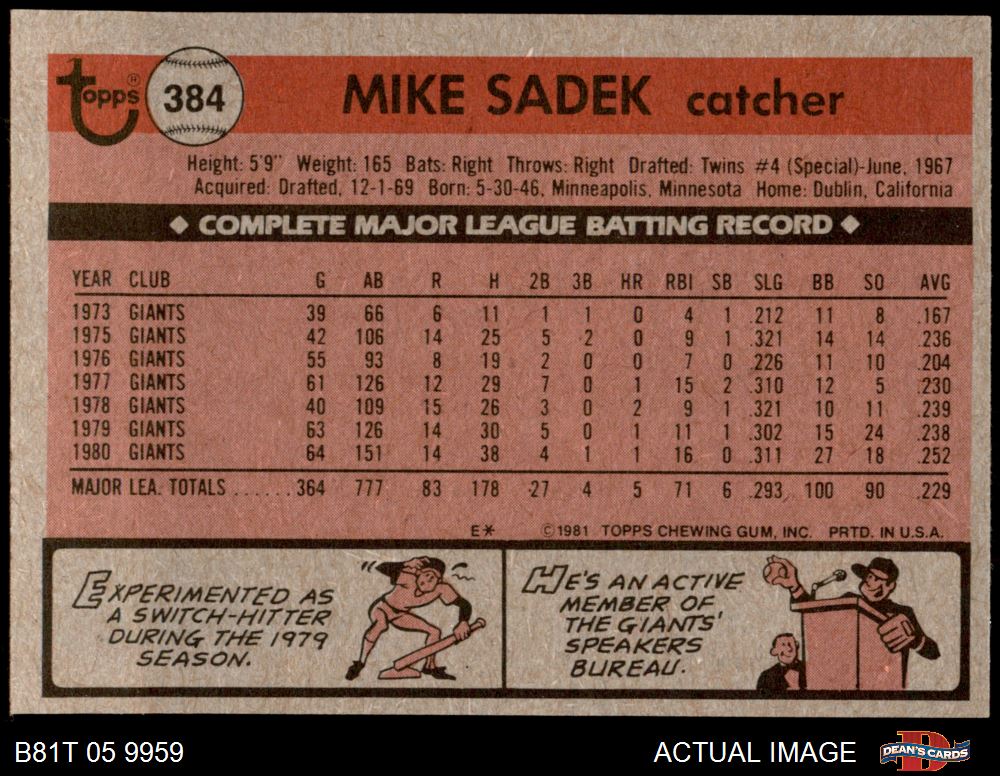 Topps®
384
MIKE SADEK catcher
Height: 5'9" Weight: 165 Bats: Right Throws: Right Drafted: Twins #4 (Special)-June, 1967
Acquired: Drafted, 12-1-69 Born: 5-30-46, Minneapolis, Minnesota Home: Dublin, California
◆ COMPLETE MAJOR LEAGUE BATTING RECORD ◆
YEAR CLUB G AB R H 2B 3B HR RBI SB SLG BB SO AVG
1973 GIANTS 39 66 6 11 1 1 0 4 1 .212 11 8 .167
1975 GIANTS 42 106 14 25 5 2 0 9 1 .321 14 14 .236
1976 GIANTS 55 93 8 19 2 0 0 7 0 .226 11 10 .204
1977 GIANTS 61 126 12 29 7 0 1 15 2 .310 12 5 .230
1978 GIANTS 40 109 15 26 3 0 2 9 1 .321 10 11 .239
1979 GIANTS 63 126 14 30 5 0 1 11 1 .302 15 24 .238
1980 GIANTS 64 151 14 38 4 1 1 16 0 .311 27 18 .252
MAJOR LEA. TOTALS ......364 777 83 178 27 4 5 71 6 .293 100 90 .229
E* ©1981 TOPPS CHEWING GUM, INC. PRTD. IN U.S.A.
EXPERIMENTED AS
A SWITCH-HITTER
DURING THE 1979
SEASON.
HE'S AN ACTIVE
MEMBER OF
THE GIANTS'
SPEAKERS
BUREAU.
B81T 05 9959
ACTUAL IMAGE
DEAN'S CARDS